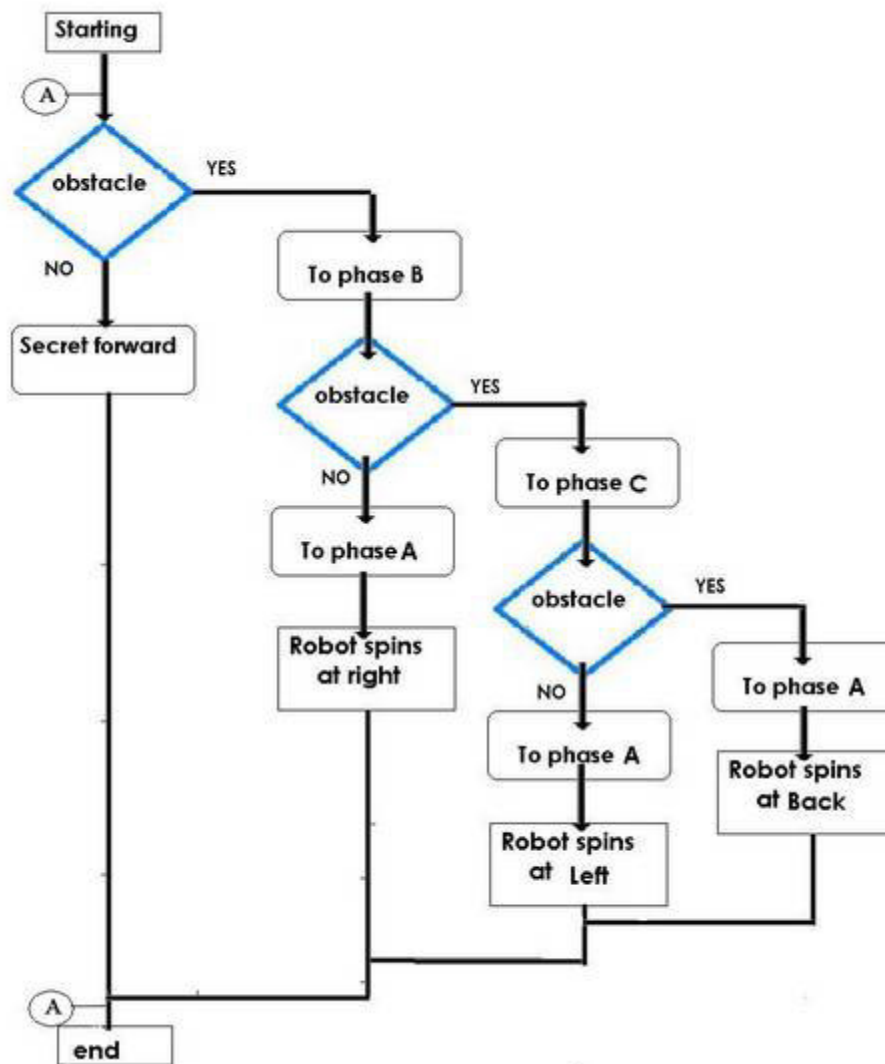 Starting
A
obstacle
YES
NO
To phase B
Secret forward
obstacle
YES
NO
To phase C
To phase A
obstacle
YES
Robot spins
at right
NO
To phase A
To phase A
Robot spins
at Back
Robot spins
at Left
A
end